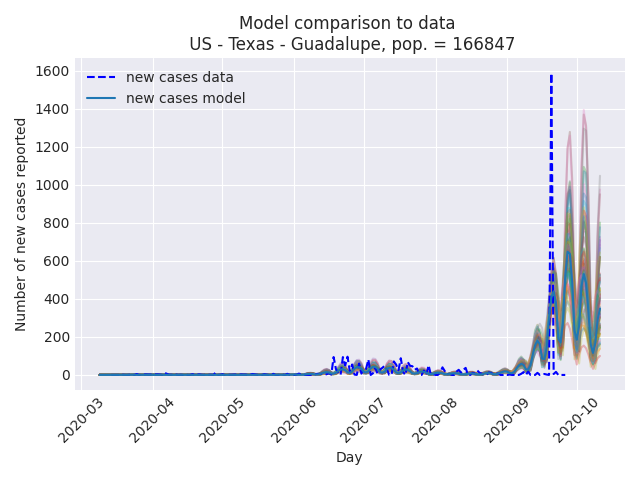 Model comparison to data
US - Texas - Guadalupe, pop. = 166847
new cases data
new cases model
Number of new cases reported
1600
1400
1200
1000
800
600
400
200
0
2020-03
2020-04
2020-05
2020-06
2020-07
2020-08
2020-09
2020-10
Day